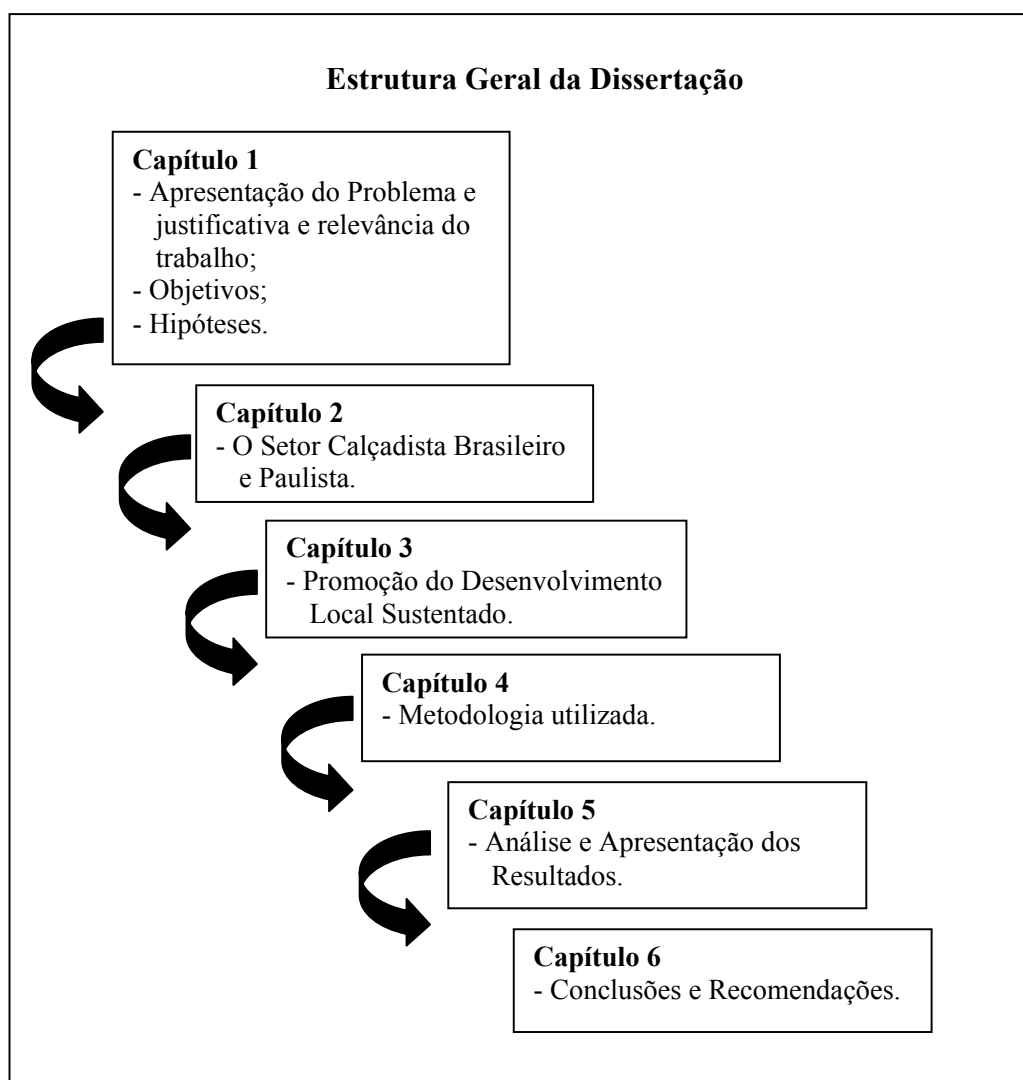 Estrutura Geral da Dissertação
Capítulo 1
- Apresentação do Problema e
justificativa e relevância do
trabalho;
- Objetivos;
- Hipóteses.
Capítulo 2
- O Setor Calçadista Brasileiro
e Paulista.
Capítulo 3
- Promoção do Desenvolvimento
Local Sustentado.
Capítulo 4
- Metodologia utilizada.
Capítulo 5
- Análise e Apresentação dos
Resultados.
Capítulo 6
- Conclusões e Recomendações.